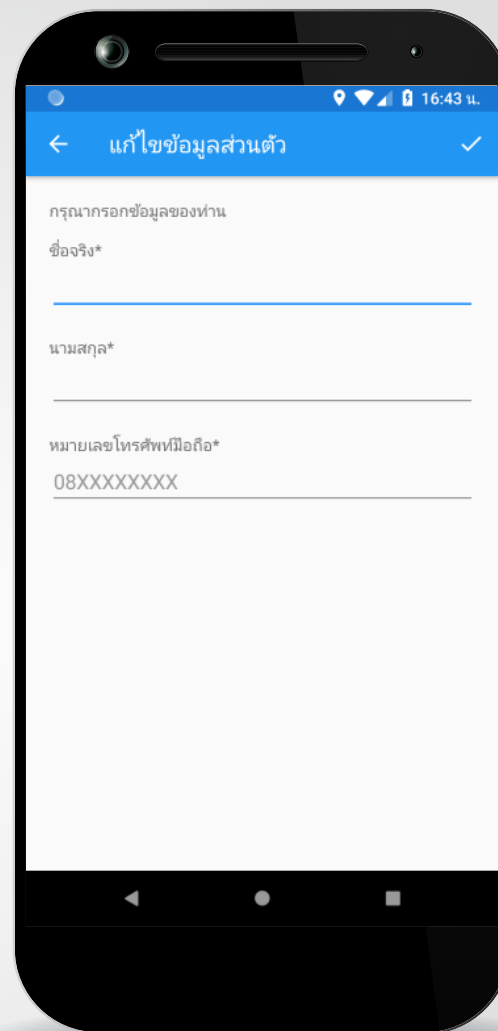 16:43 น.
แก้ไขข้อมูลส่วนตัว
กรุณากรอกข้อมูลของท่าน
ชื่อจริง*
นามสกุล*
หมายเลขโทรศัพท์มือถือ*
08XXXXXXXX